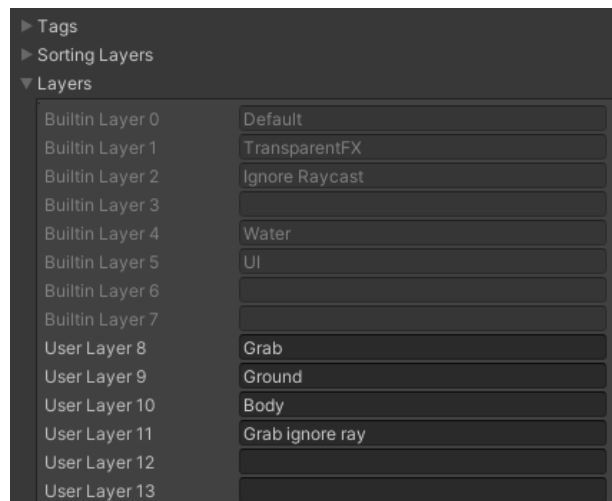 Tags
Sorting Layers
Layers
Builtin Layer 0 Default
Builtin Layer 1 TransparentFX
Builtin Layer 2 Ignore Raycast
Builtin Layer 3
Builtin Layer 4 Water
Builtin Layer 5 UI
Builtin Layer 6
Builtin Layer 7
User Layer 8 Grab
User Layer 9 Ground
User Layer 10 Body
User Layer 11 Grab ignore ray
User Layer 12
User Layer 13